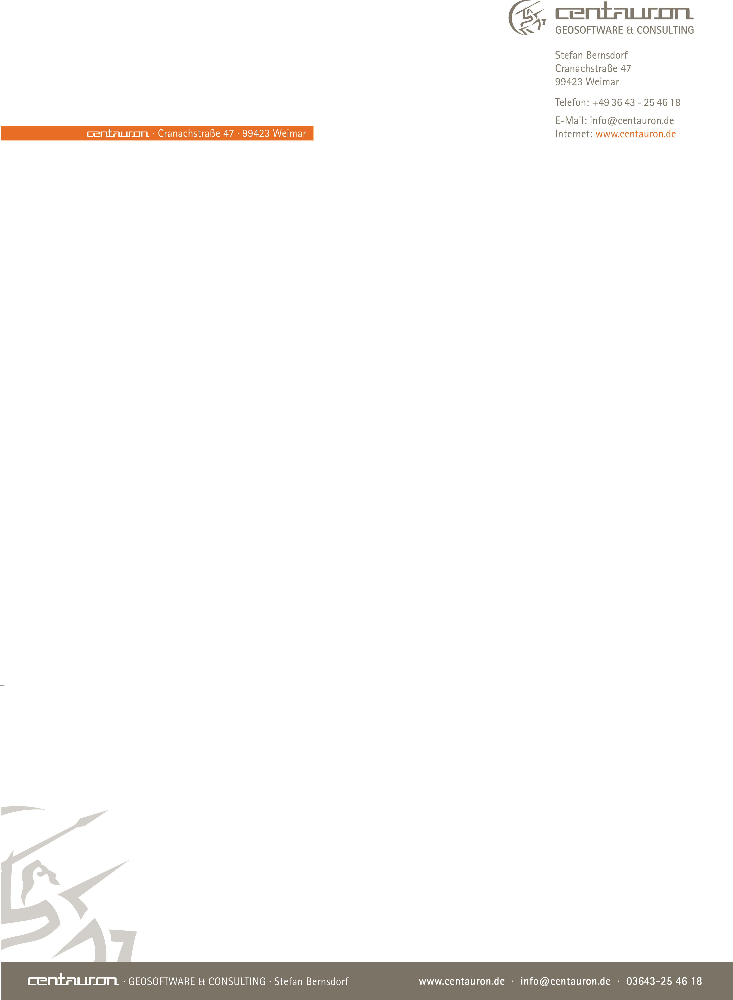 centauron
GEOSOFTWARE & CONSULTING
Stefan Bernsdorf
Cranachstraße 47
99423 Weimar
Telefon: +49 36 43 - 25 46 18
E-Mail: info@centauron.de
Internet: www.centauron.de
centauron · Cranachstraße 47 · 99423 Weimar
centauron · GEOSOFTWARE & CONSULTING · Stefan Bernsdorf
www.centauron.de · info@centauron.de · 03643-25 46 18